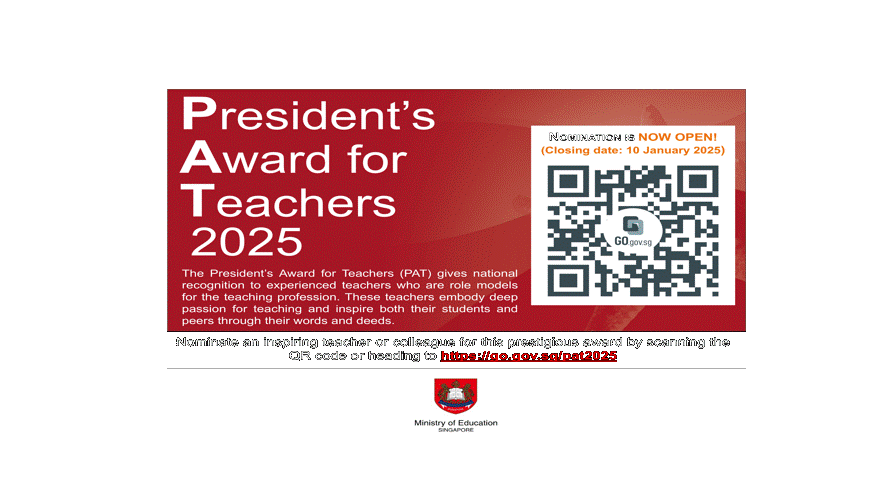 President's
Award for
Teachers
2025
The President's Award for Teachers (PAT) gives national
recognition to experienced teachers who are role models
for the teaching profession. These teachers embody deep
passion for teaching and inspire both their students and
peers through their words and deeds.
NOMINATION IS NOW OPEN!
(Closing date: 10 January 2025)
GO.gov.sg
Nominate an inspiring teacher or colleague for this prestigious award by scanning the
QR code or heading to https://go.gov.sg/pat2025
Ministry of Education
SINGAPORE